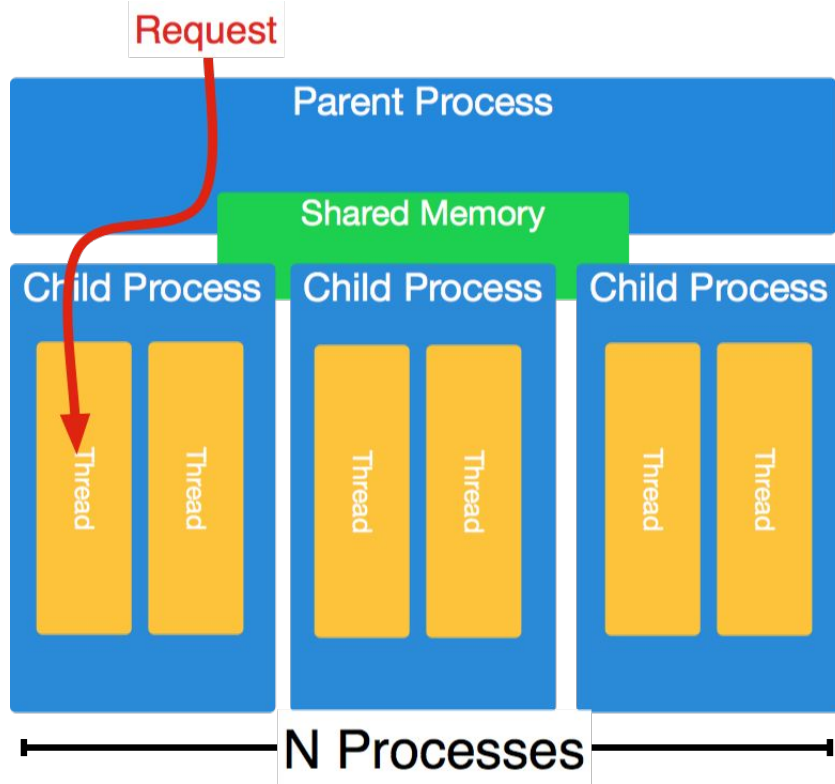 Request
Parent Process
Shared Memory
Child Process
Child Process
Child Process
Thread
Thread
Thread
Thread
Thread
Thread
N Processes